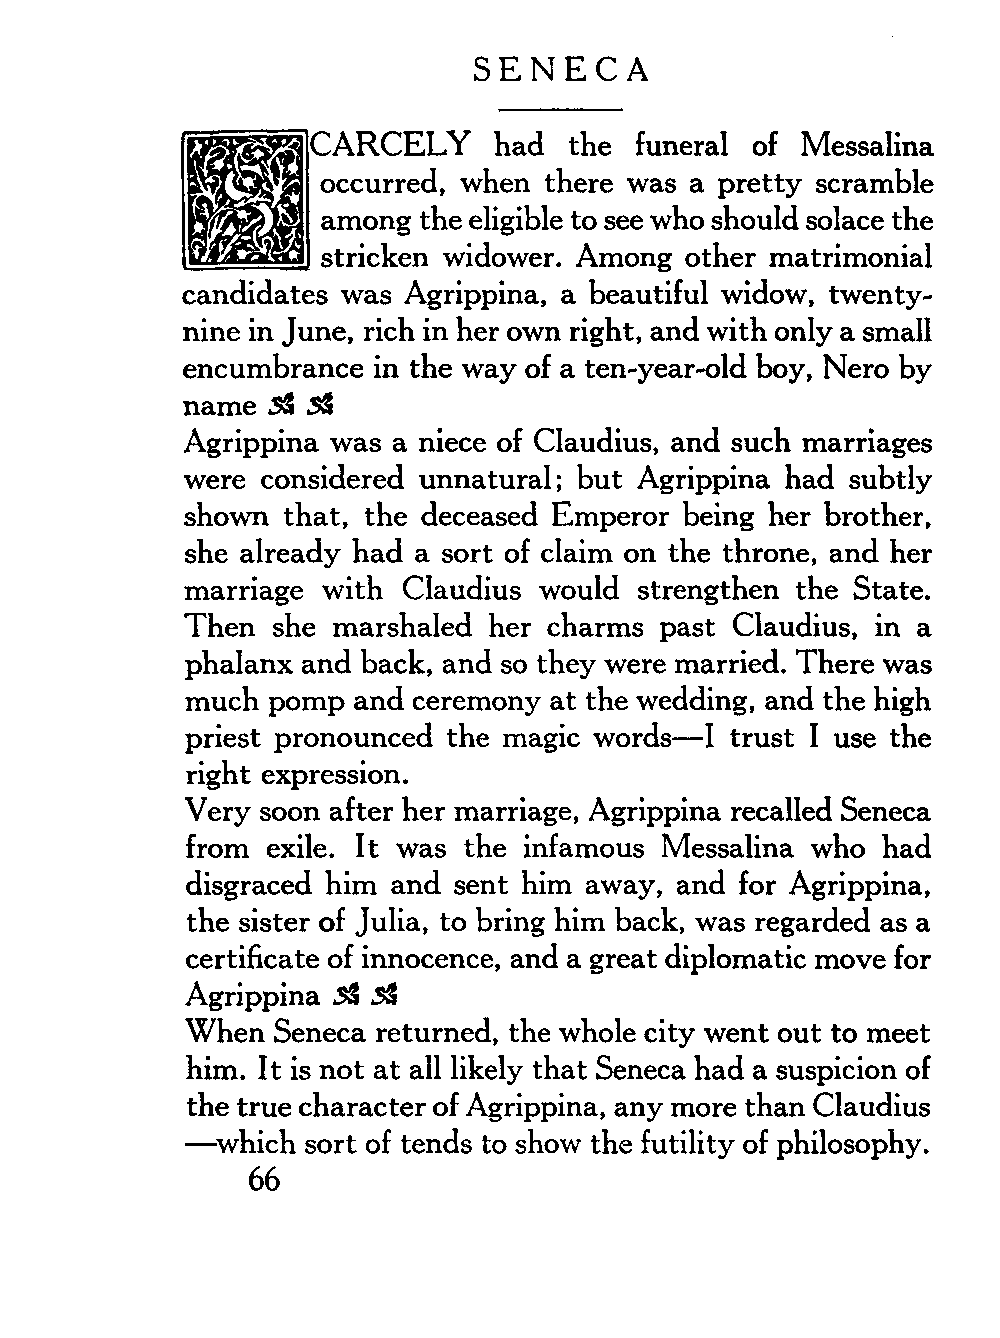 SENECA
SCARCELY had the funeral of Messalina
occurred, when there was a pretty scramble
among the eligible to see who should solace the
stricken widower. Among other matrimonial
candidates was Agrippina, a beautiful widow, twenty-
nine in June, rich in her own right, and with only a small
encumbrance in the way of a ten-year-old boy, Nero by
name
Agrippina was a niece of Claudius, and such marriages
were considered unnatural; but Agrippina had subtly
shown that, the deceased Emperor being her brother,
she already had a sort of claim on the throne, and her
marriage with Claudius would strengthen the State.
Then she marshaled her charms past Claudius, in a
phalanx and back, and so they were married. There was
much pomp and ceremony at the wedding, and the high
priest pronounced the magic words—I trust I use the
right expression.
Very soon after her marriage, Agrippina recalled Seneca
from exile. It was the infamous Messalina who had
disgraced him and sent him away, and for Agrippina,
the sister of Julia, to bring him back, was regarded as a
certificate of innocence, and a great diplomatic move for
Agrippina
When Seneca returned, the whole city went out to meet
him. It is not at all likely that Seneca had a suspicion of
the true character of Agrippina, any more than Claudius
—which sort of tends to show the futility of philosophy.
66